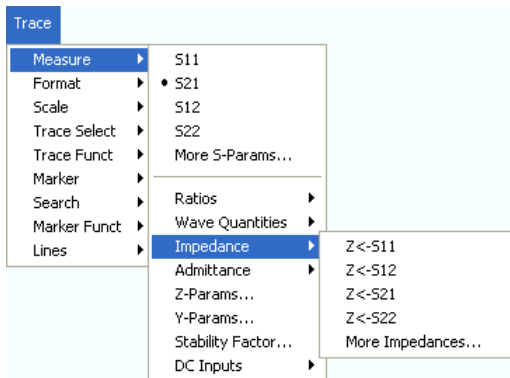 Trace
Measure
Format
Scale
Trace Select
Trace Funct
Marker
Search
Marker Funct
Lines
S11
S21
S12
S22
More S-Params...
Ratios
Wave Quantities
Impedance
Admittance
Z-Params...
Y-Params...
Stability Factor...
DC Inputs
Z<-S11
Z<-S12
Z<-S21
Z<-S22
More Impedances...